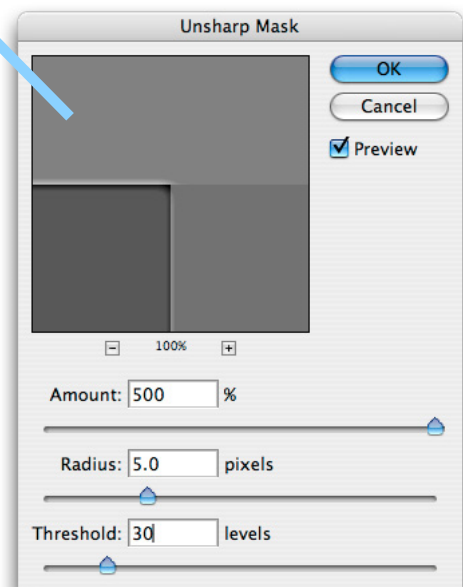 Unsharp Mask
OK
Cancel
Preview
100%
Amount: 500 %
Radius: 5.0 pixels
Threshold: 30 levels